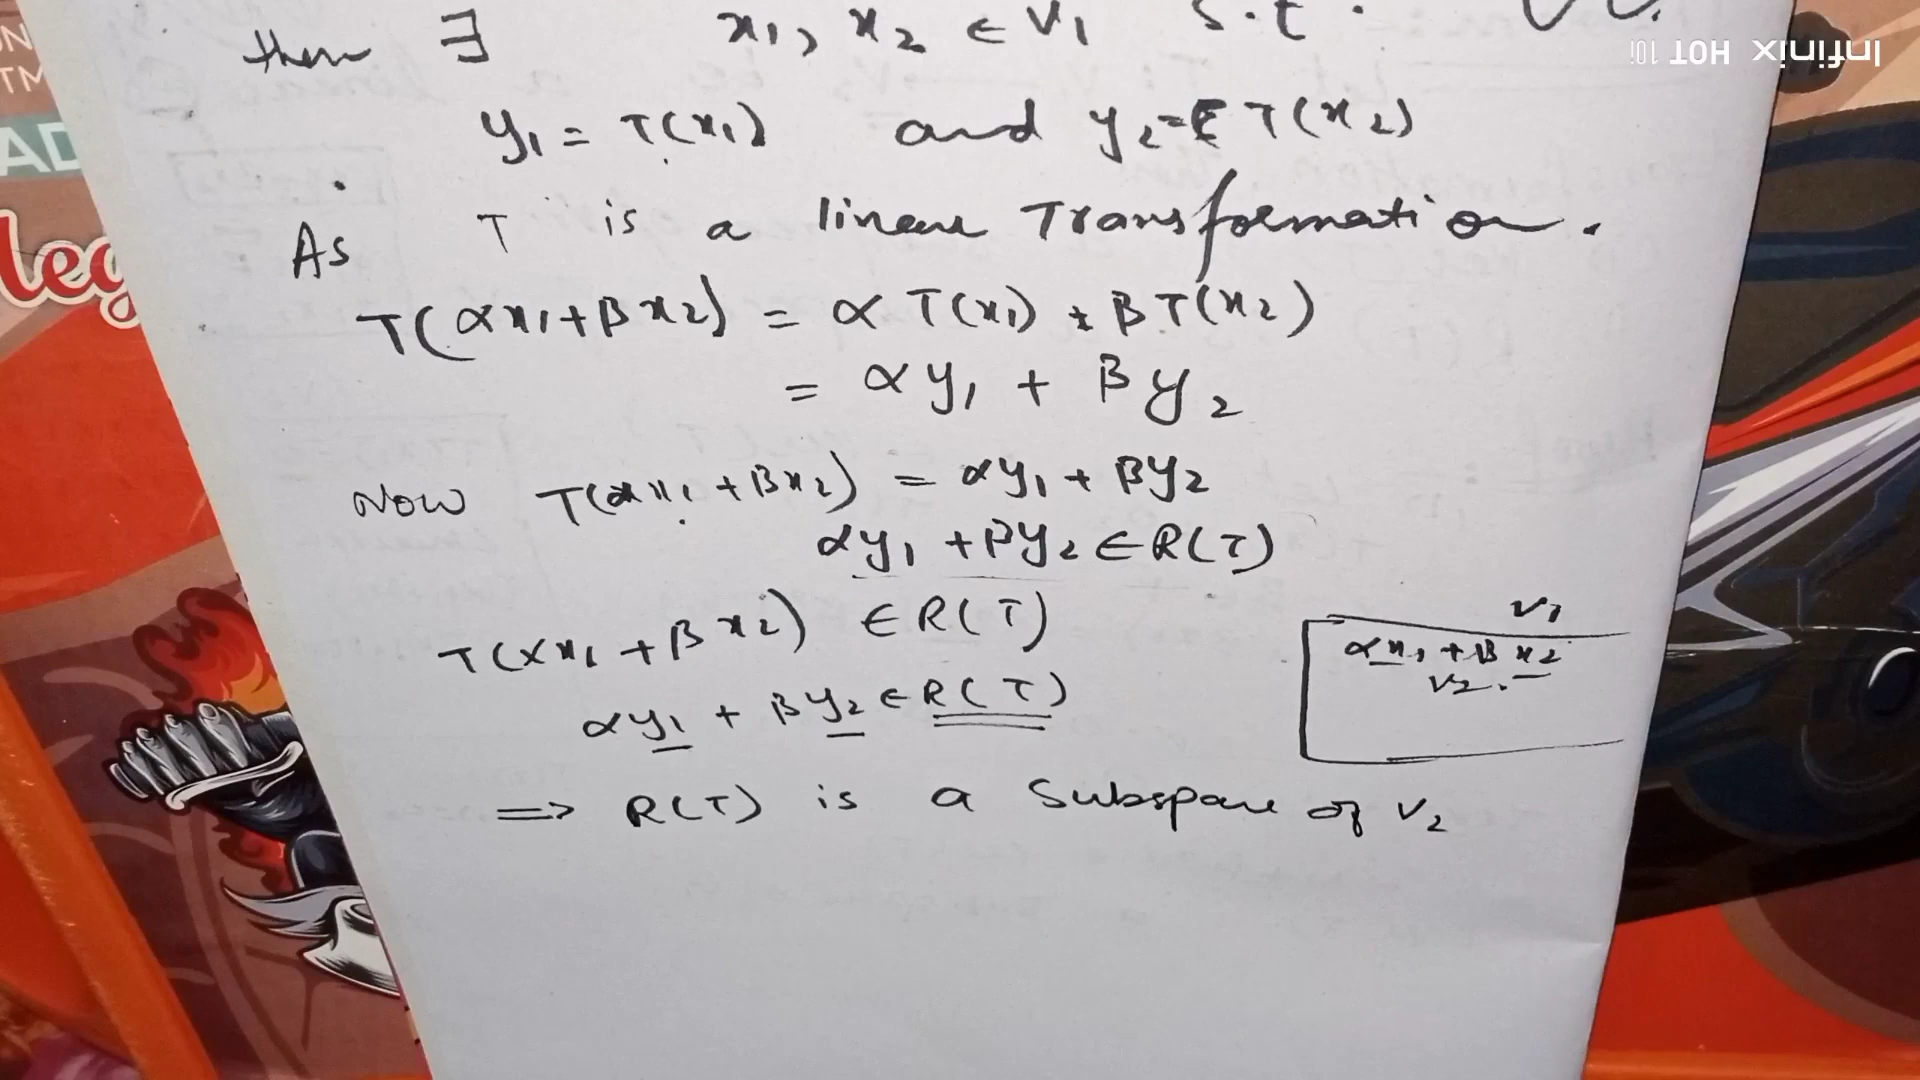 then ∃ x1, x2 ∈ V1 s.t.
Infinix HOT 10i
y1 = T(x1) and y2 = T(x2)
As T is a linear Transformation.
T(αx1+βx2) = α T(x1) + β T(x2)
= αy1 + βy2
Now T(αx1 + βx2) = αy1 + βy2
αy1 + βy2 ∈ R(T)
T(αx1 + βx2) ∈ R(T)
αy1 + βy2 ∈ R(T)
V1
αx1 + βx2
V2.
=> R(T) is a Subspace of V2
leg
AD